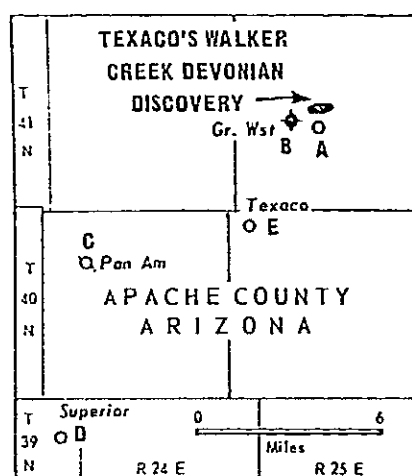 TEXACO'S WALKER
CREEK DEVONIAN
DISCOVERY
T
41
N
Gr. Wst
B
A
Texaco
E
C
Pan Am
T
40
N
APACHE COUNTY
ARIZONA
T
39
N
Superior
D
0
6
Miles
R 24 E
R 25 E